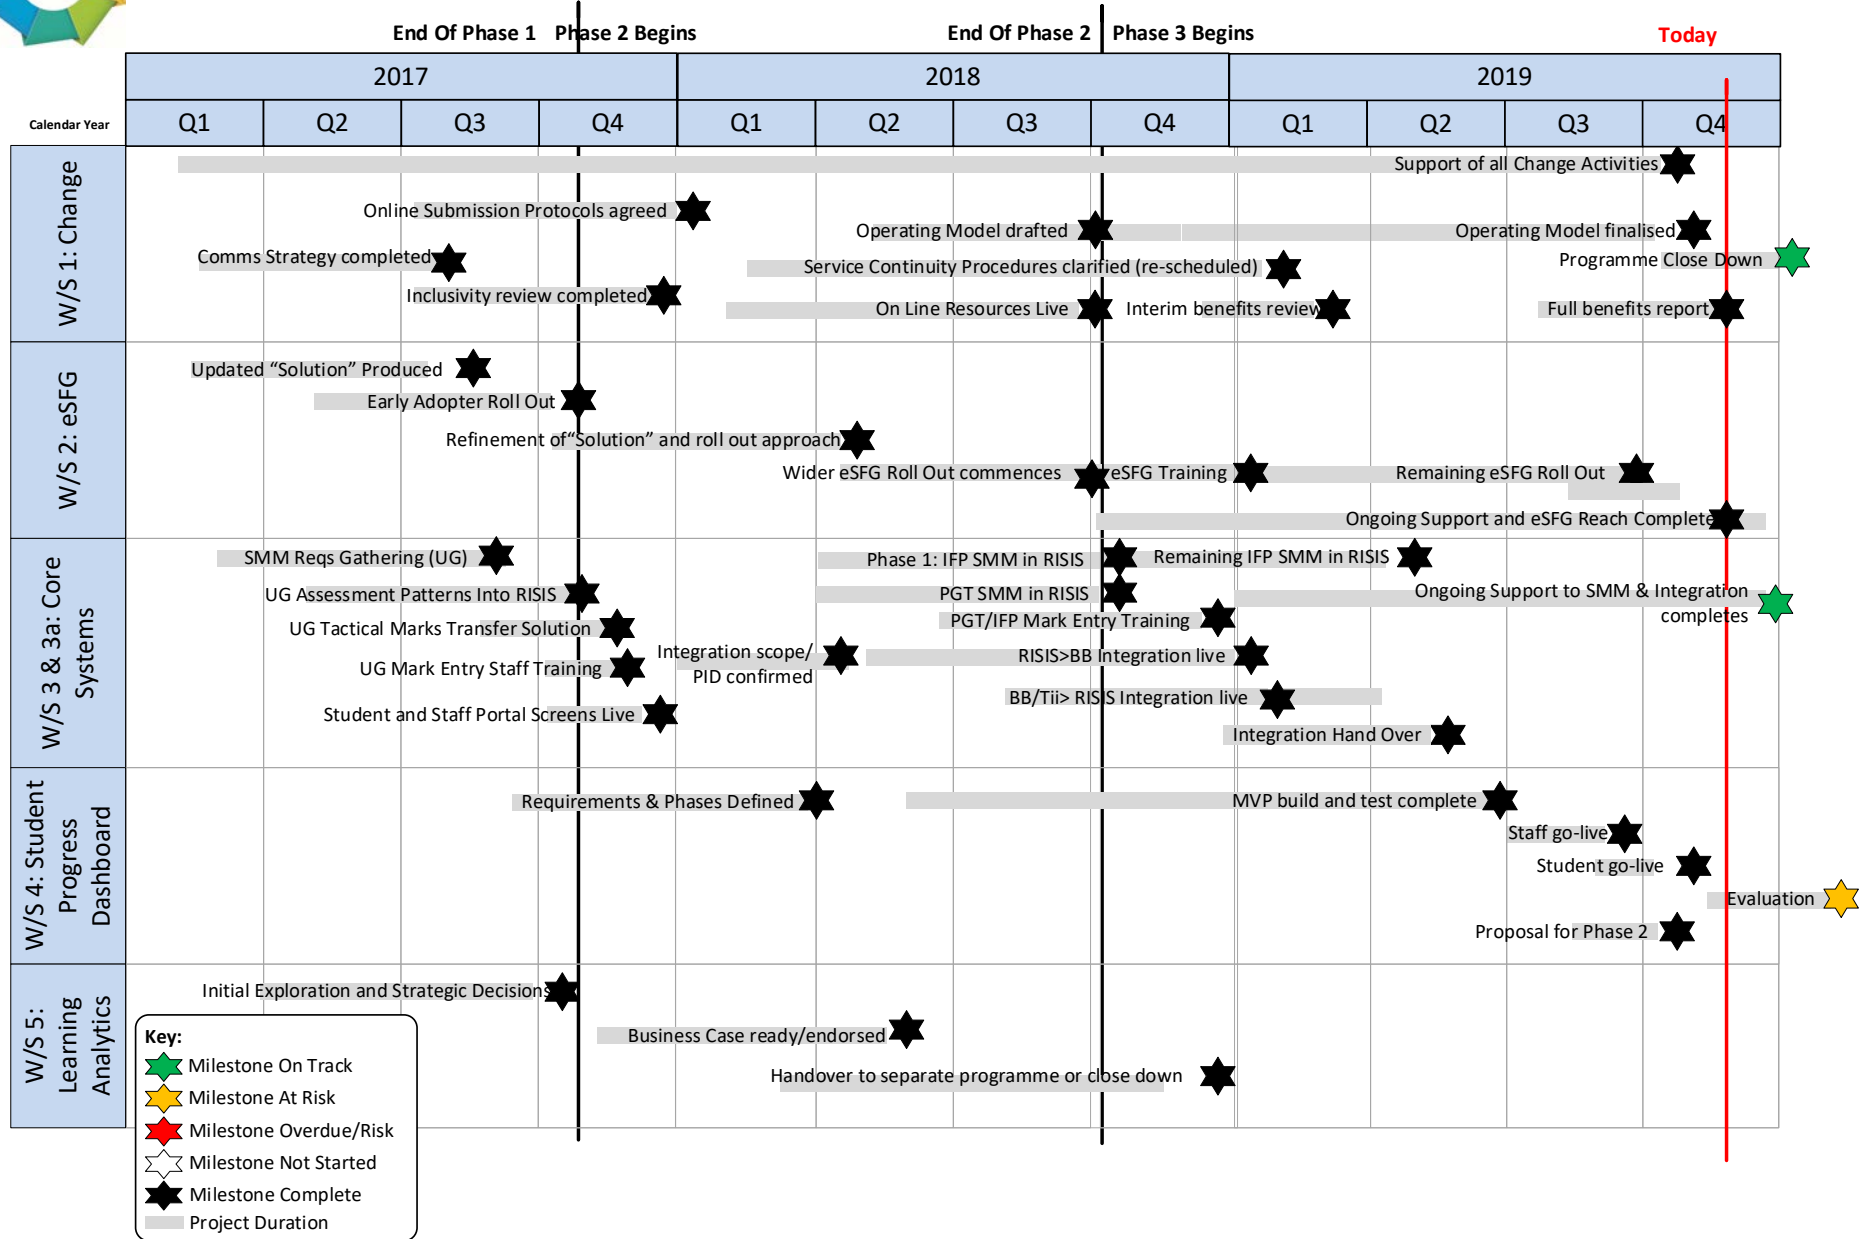 End Of Phase 1
Phase 2 Begins
End Of Phase 2
Phase 3 Begins
Today
2017
2018
2019
Calendar Year
Q1
Q2
Q3
Q4
Q1
Q2
Q3
Q4
Q1
Q2
Q3
Q4
W/S 1: Change
Support of all Change Activities
Online Submission Protocols agreed
Operating Model drafted
Operating Model finalised
Comms Strategy completed
Service Continuity Procedures clarified (re-scheduled)
Programme Close Down
Inclusivity review completed
On Line Resources Live
Interim benefits review
Full benefits report
W/S 2: eSFG
Updated “Solution” Produced
Early Adopter Roll Out
Refinement of“Solution” and roll out approach
Wider eSFG Roll Out commences
eSFG Training
Remaining eSFG Roll Out
Ongoing Support and eSFG Reach Complete
W/S 3 & 3a: Core
Systems
SMM Reqs Gathering (UG)
Phase 1: IFP SMM in RISIS
Remaining IFP SMM in RISIS
UG Assessment Patterns Into RISIS
PGT SMM in RISIS
Ongoing Support to SMM & Integration
completes
UG Tactical Marks Transfer Solution
PGT/IFP Mark Entry Training
UG Mark Entry Staff Training
Integration scope/
PID confirmed
RISIS>BB Integration live
BB/Tii> RISIS Integration live
Student and Staff Portal Screens Live
Integration Hand Over
W/S 4: Student
Progress
Dashboard
Requirements & Phases Defined
MVP build and test complete
Staff go-live
Student go-live
Evaluation
Proposal for Phase 2
W/S 5:
Learning
Analytics
Initial Exploration and Strategic Decisions
Business Case ready/endorsed
Handover to separate programme or close down
Key:
Milestone On Track
Milestone At Risk
Milestone Overdue/Risk
Milestone Not Started
Milestone Complete
Project Duration